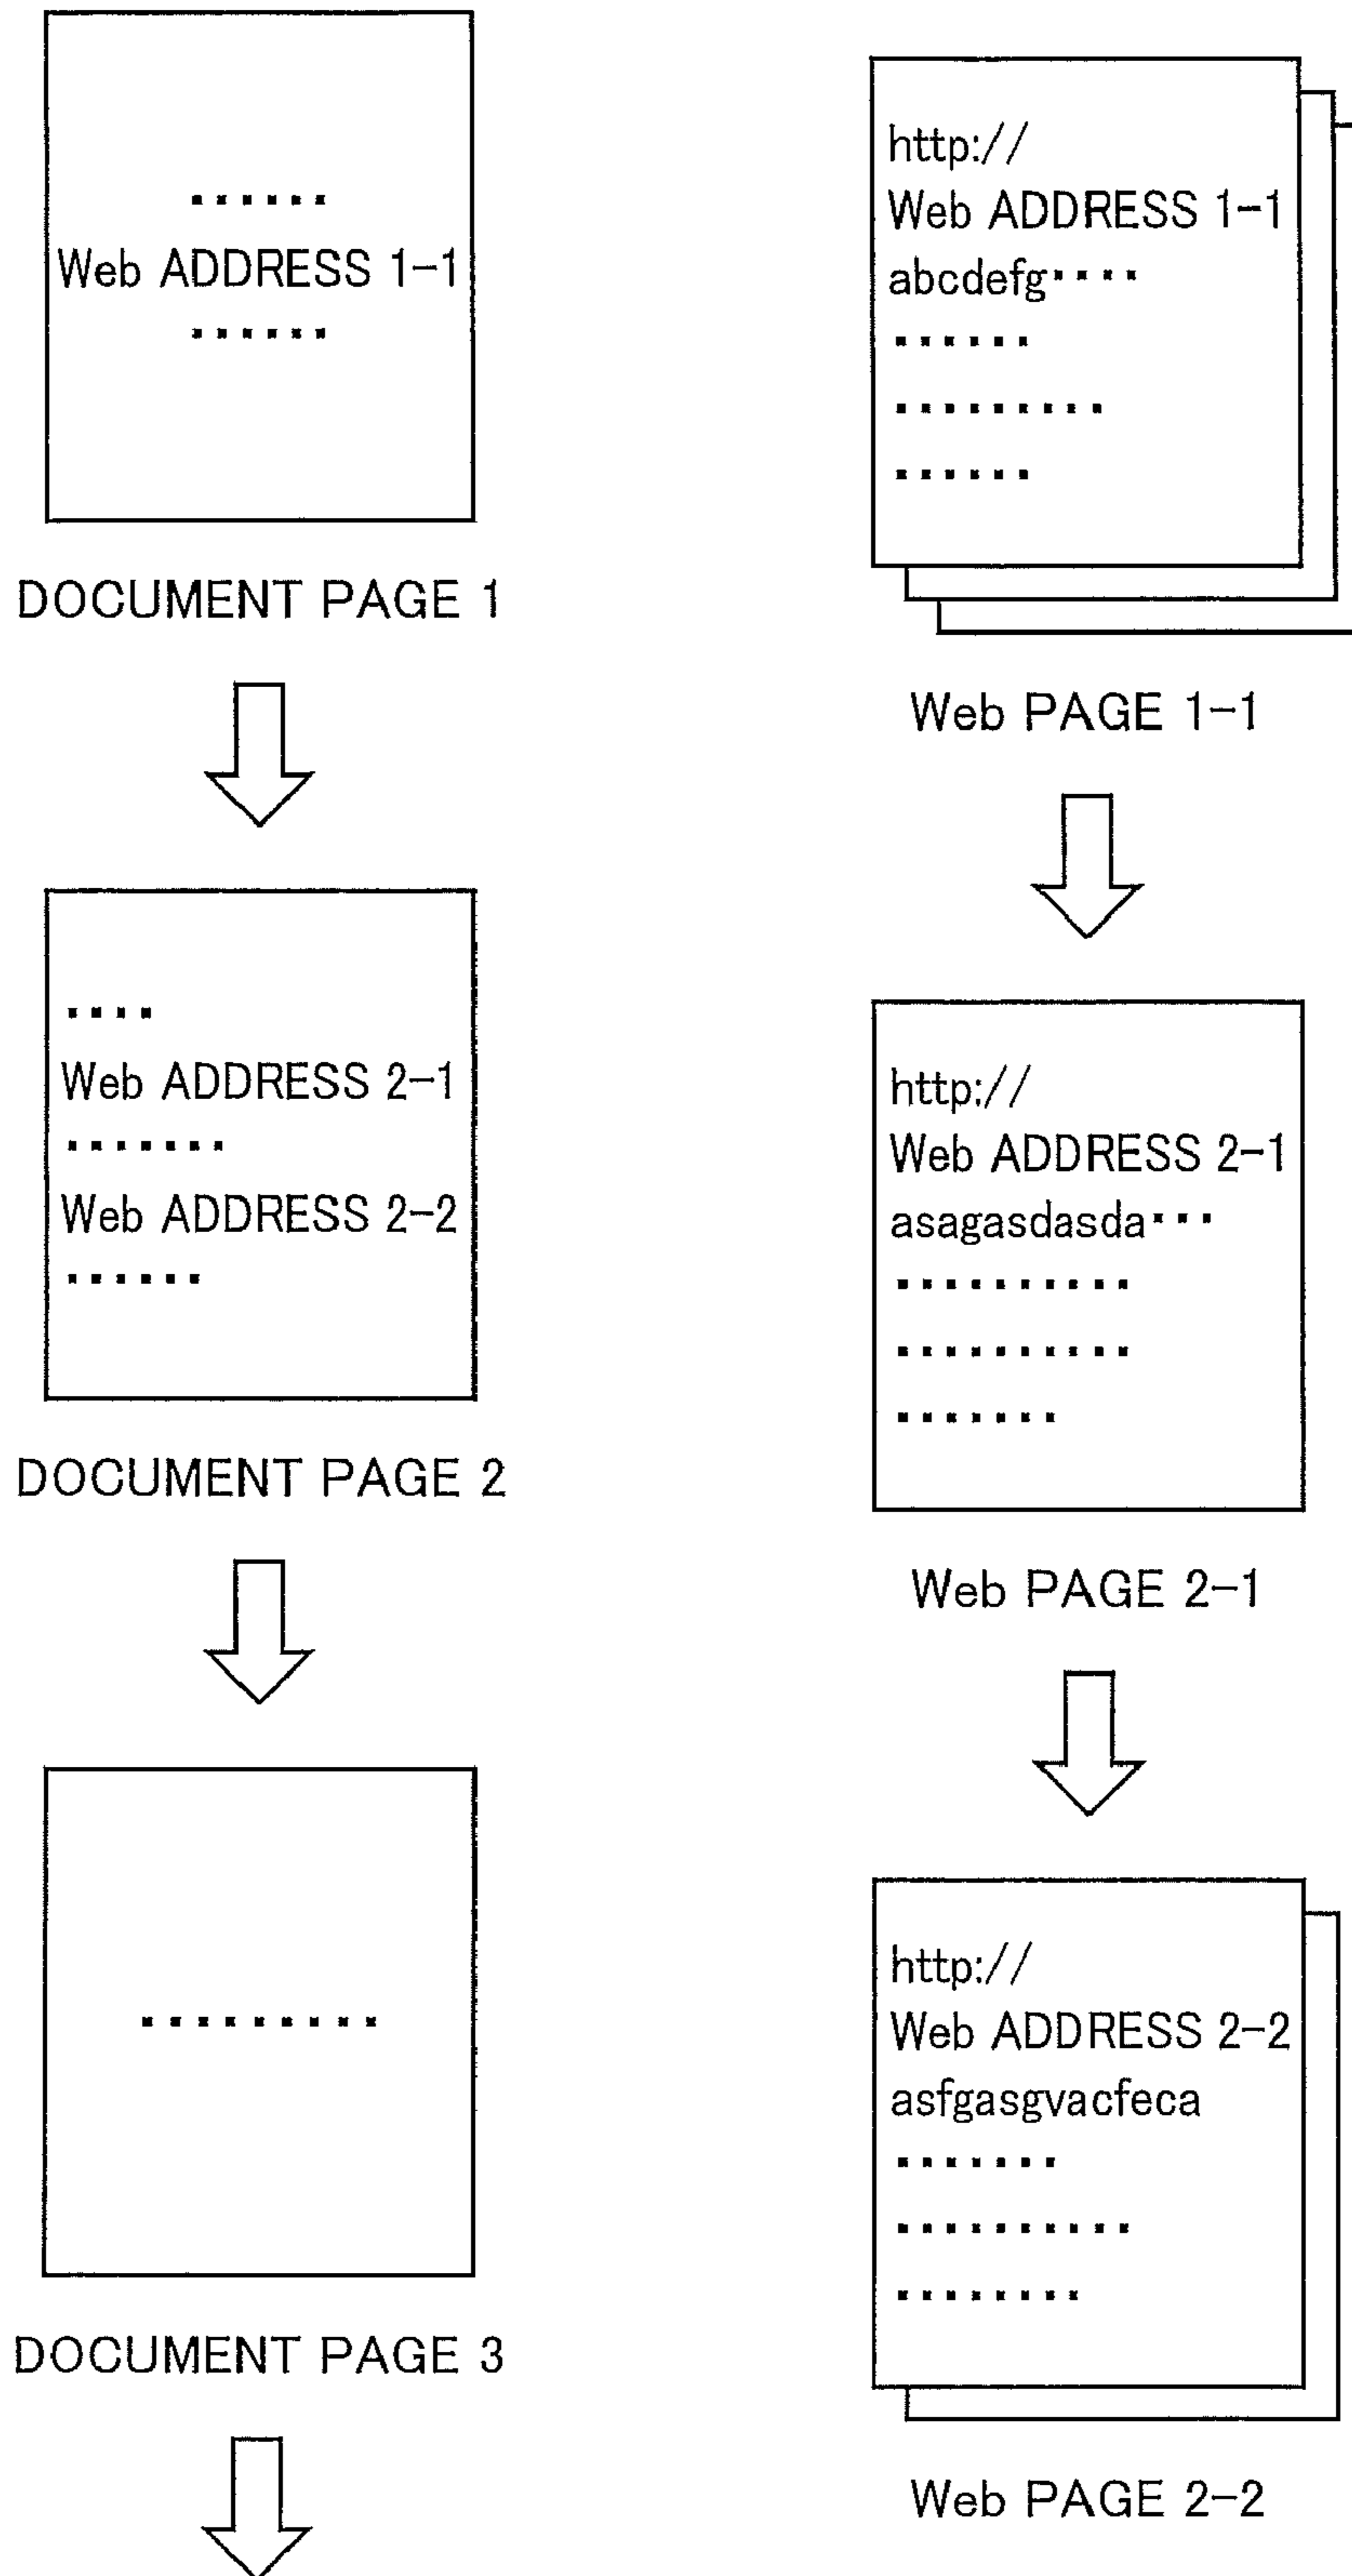 ······
Web ADDRESS 1-1
······
DOCUMENT PAGE 1
····
Web ADDRESS 2-1
·······
Web ADDRESS 2-2
······
DOCUMENT PAGE 2
·········
DOCUMENT PAGE 3
http://
Web ADDRESS 1-1
abcdefg····
······
·········
······
Web PAGE 1-1
http://
Web ADDRESS 2-1
asagasdasda···
··········
··········
·······
Web PAGE 2-1
http://
Web ADDRESS 2-2
asfgasgvacfeca
·······
··········
········
Web PAGE 2-2